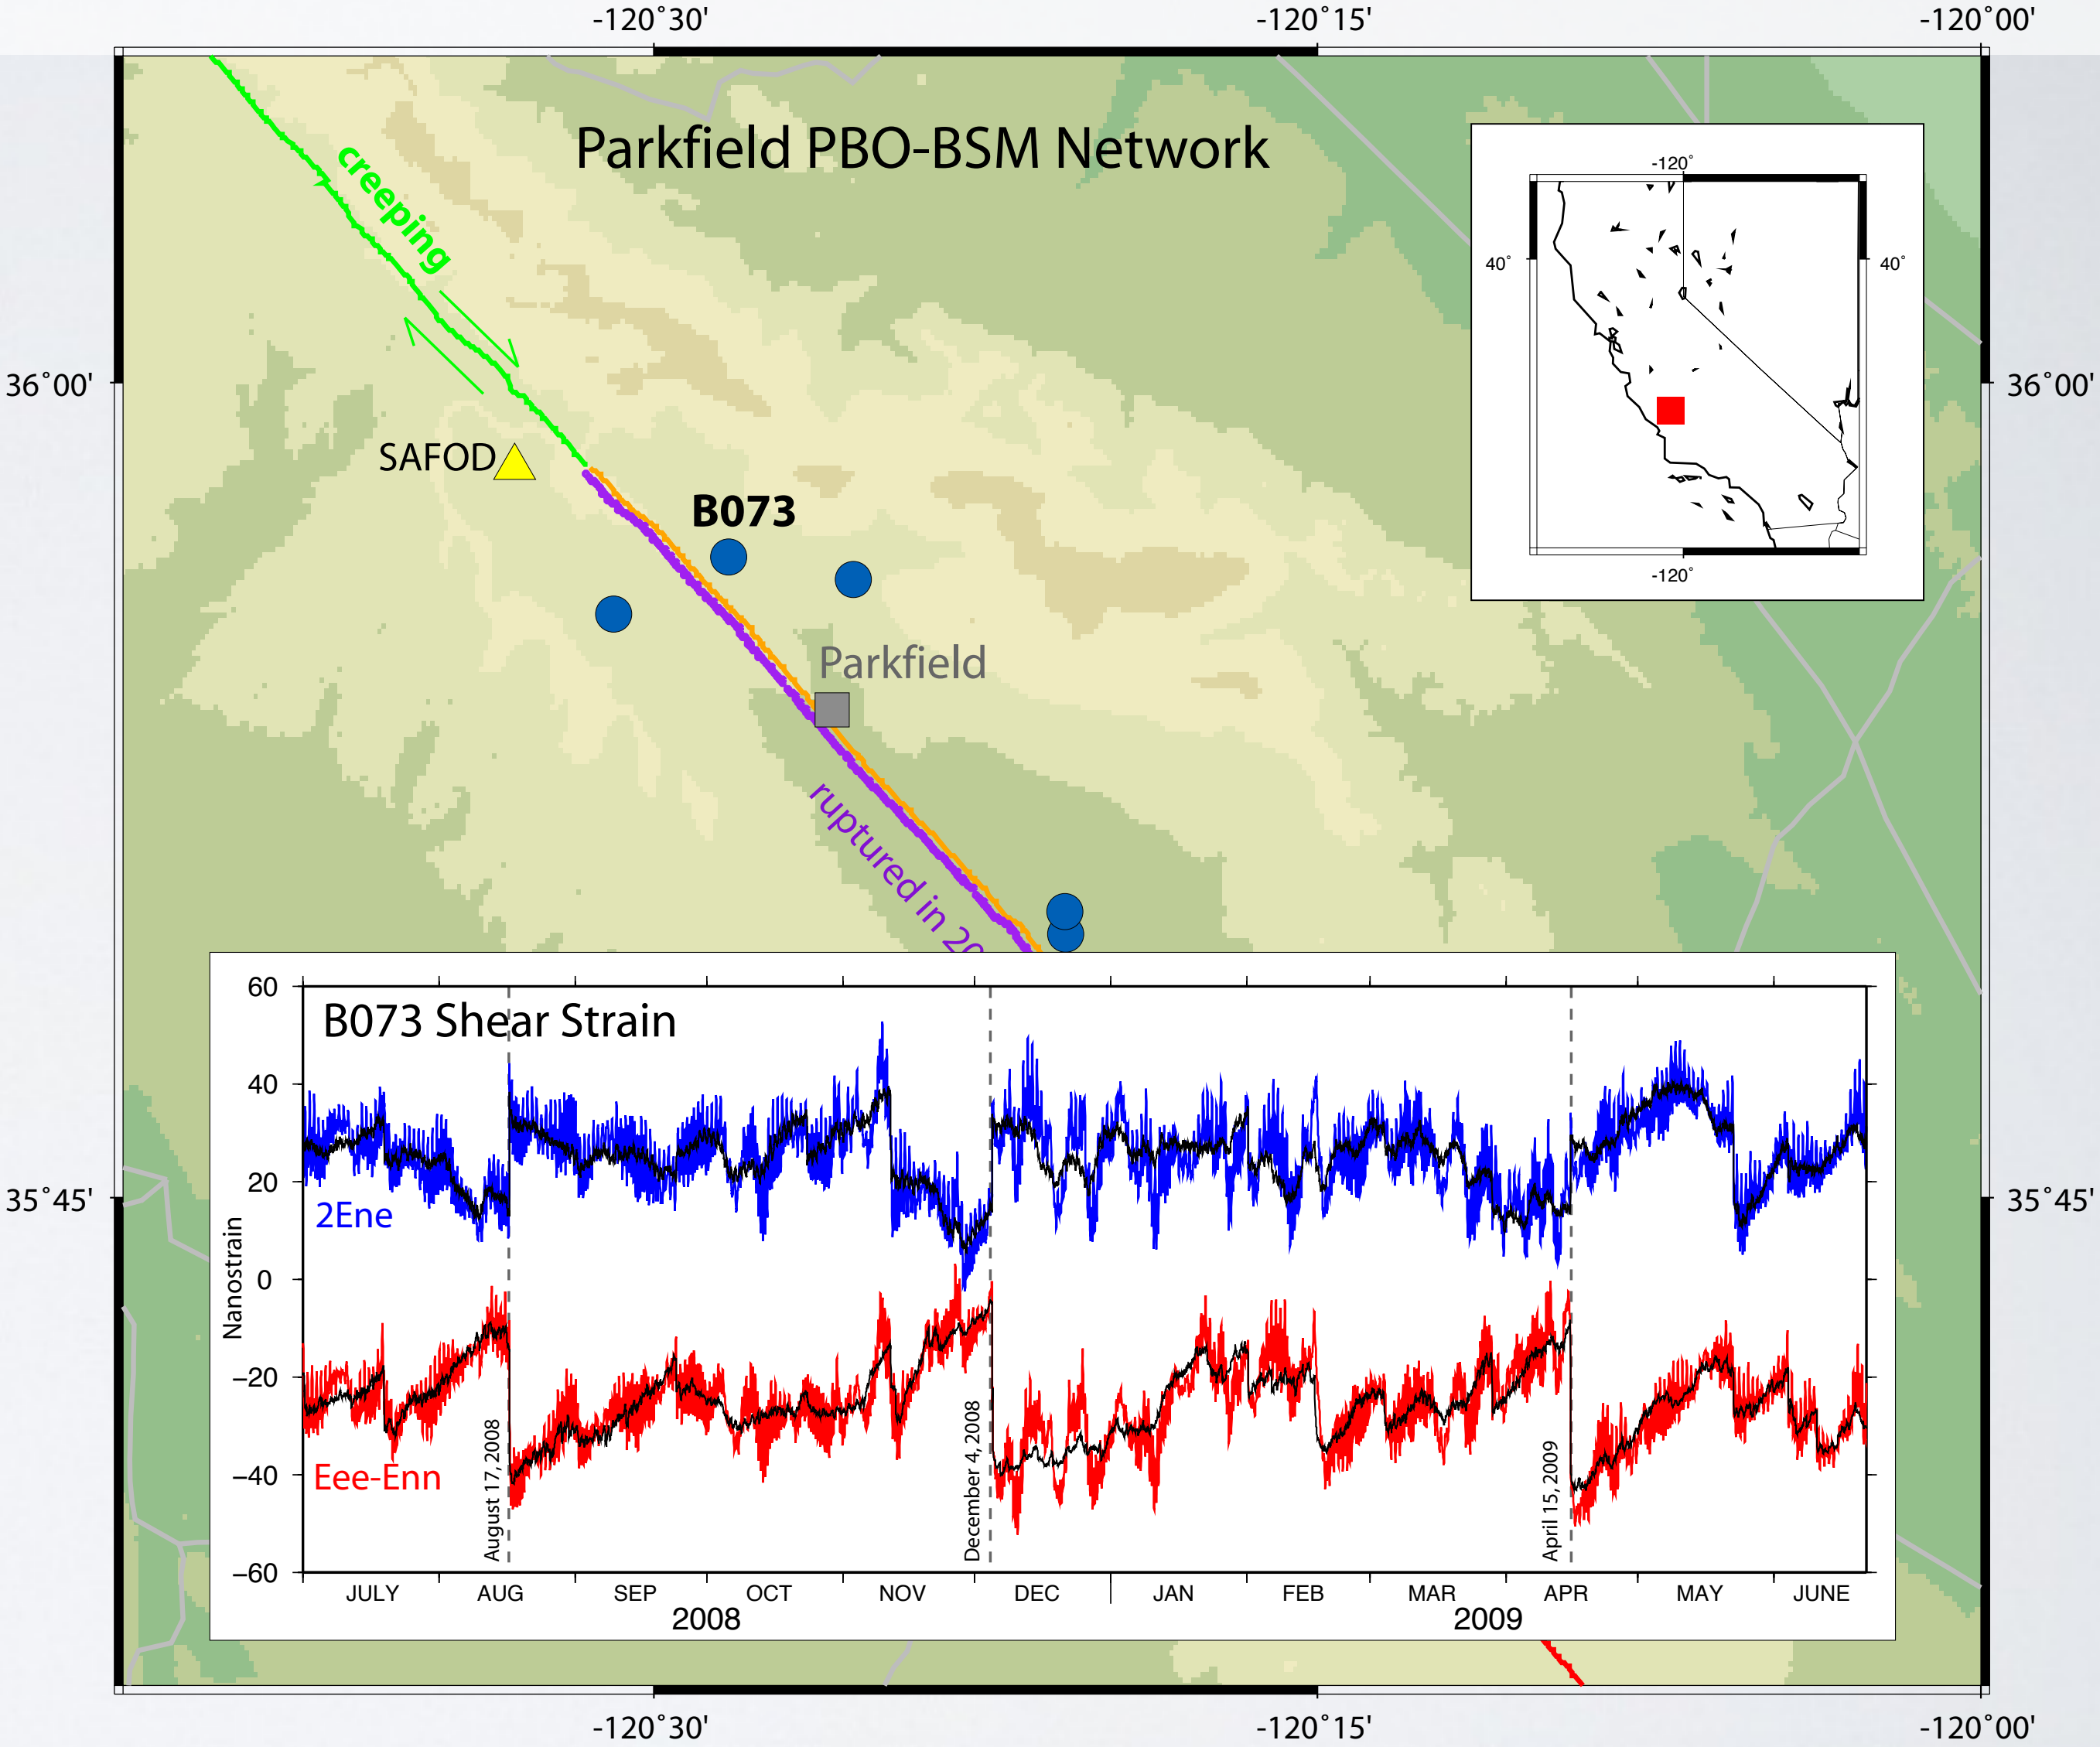 -120˚30' -120˚15' -120˚00'
Parkfield PBO-BSM Network
creeping
-120˚
40˚ 40˚
-120˚
36˚00' 36˚00'
SAFOD
B073
Parkfield
ruptured in 20
B073 Shear Strain
60
40
20
0
−20
−40
−60
Nanostrain
2Ene
Eee-Enn
August 17, 2008
December 4, 2008
April 15, 2009
JULY AUG SEP OCT NOV DEC JAN FEB MAR APR MAY JUNE
2008 2009
35˚45' 35˚45'
-120˚30' -120˚15' -120˚00'